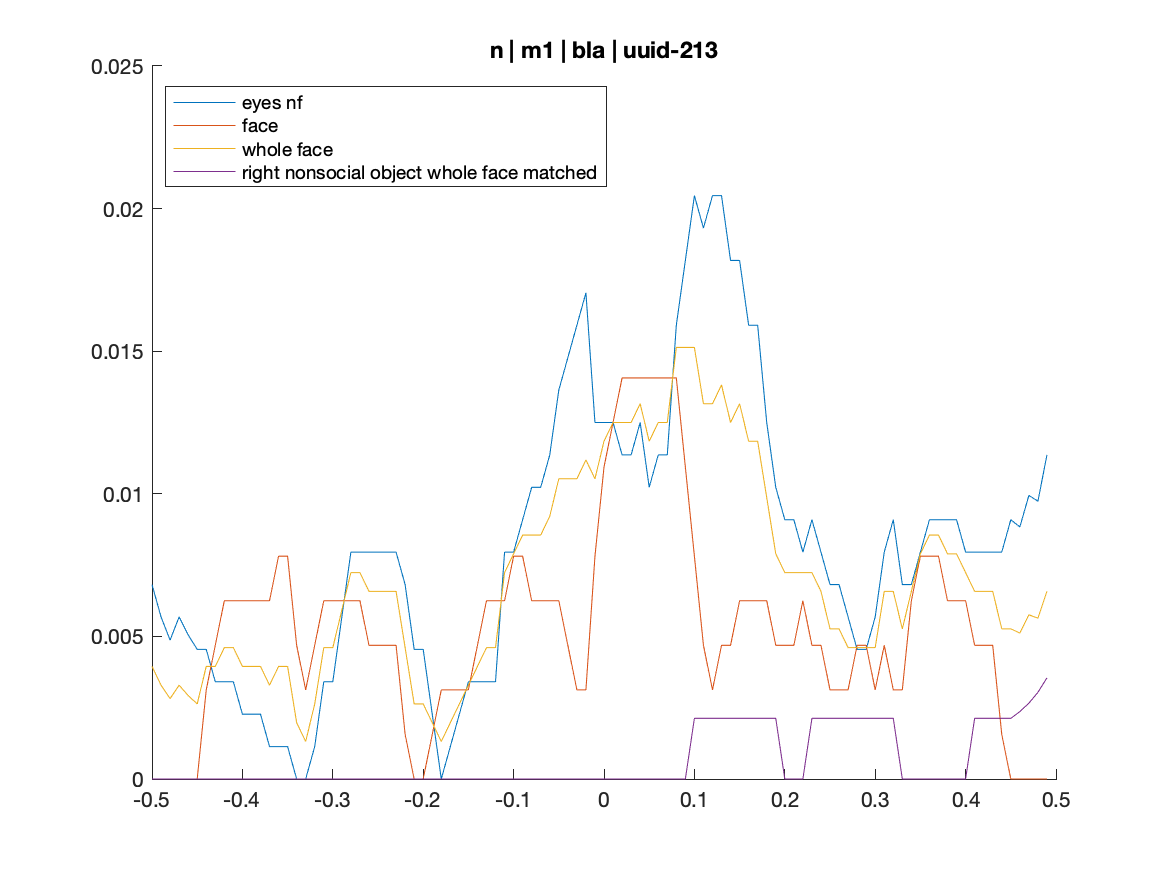 n | m1 | bla | uuid-213
0.025
eyes nf
face
whole face
right nonsocial object whole face matched
0.02
0.015
0.01
0.005
0
-0.5 -0.4 -0.3 -0.2 -0.1 0 0.1 0.2 0.3 0.4 0.5